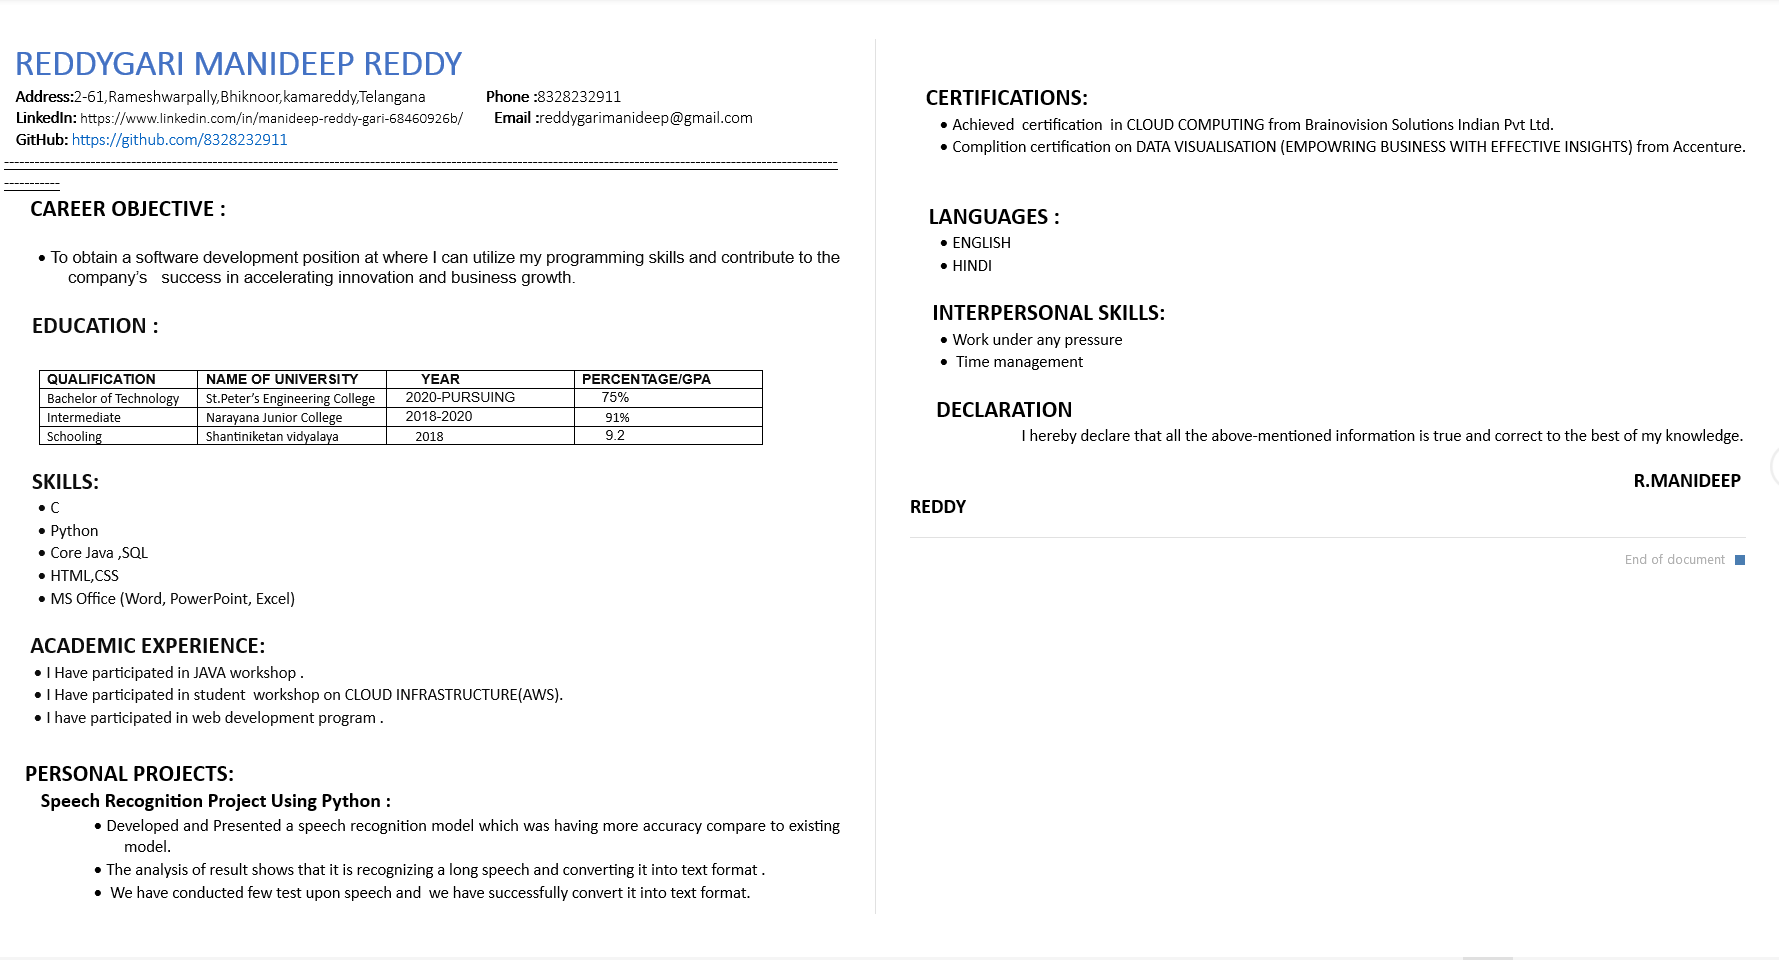 REDDYGARI MANIDEEP REDDY
Address:2-61,Rameshwarpally,Bhiknoor,kamareddy,Telangana Phone :8328232911
LinkedIn: https://www.linkedin.com/in/manideep-reddy-gari-68460926b/ Email :reddygarimanideep@gmail.com
GitHub: https://github.com/8328232911
CAREER OBJECTIVE :
• To obtain a software development position at where I can utilize my programming skills and contribute to the
company's success in accelerating innovation and business growth.
EDUCATION :
QUALIFICATION NAME OF UNIVERSITY YEAR PERCENTAGE/GPA
Bachelor of Technology St.Peter's Engineering College 2020-PURSUING 75%
Intermediate Narayana Junior College 2018-2020 91%
Schooling Shantiniketan vidyalaya 2018 9.2
SKILLS:
• C
• Python
• Core Java ,SQL
• HTML,CSS
• MS Office (Word, PowerPoint, Excel)
ACADEMIC EXPERIENCE:
• I Have participated in JAVA workshop .
• I Have participated in student workshop on CLOUD INFRASTRUCTURE(AWS).
• I have participated in web development program .
PERSONAL PROJECTS:
Speech Recognition Project Using Python :
• Developed and Presented a speech recognition model which was having more accuracy compare to existing
model.
• The analysis of result shows that it is recognizing a long speech and converting it into text format .
• We have conducted few test upon speech and we have successfully convert it into text format.
CERTIFICATIONS:
• Achieved certification in CLOUD COMPUTING from Brainovision Solutions Indian Pvt Ltd.
• Complition certification on DATA VISUALISATION (EMPOWRING BUSINESS WITH EFFECTIVE INSIGHTS) from Accenture.
LANGUAGES :
• ENGLISH
• HINDI
INTERPERSONAL SKILLS:
• Work under any pressure
• Time management
DECLARATION
I hereby declare that all the above-mentioned information is true and correct to the best of my knowledge.
R.MANIDEEP
REDDY
End of document